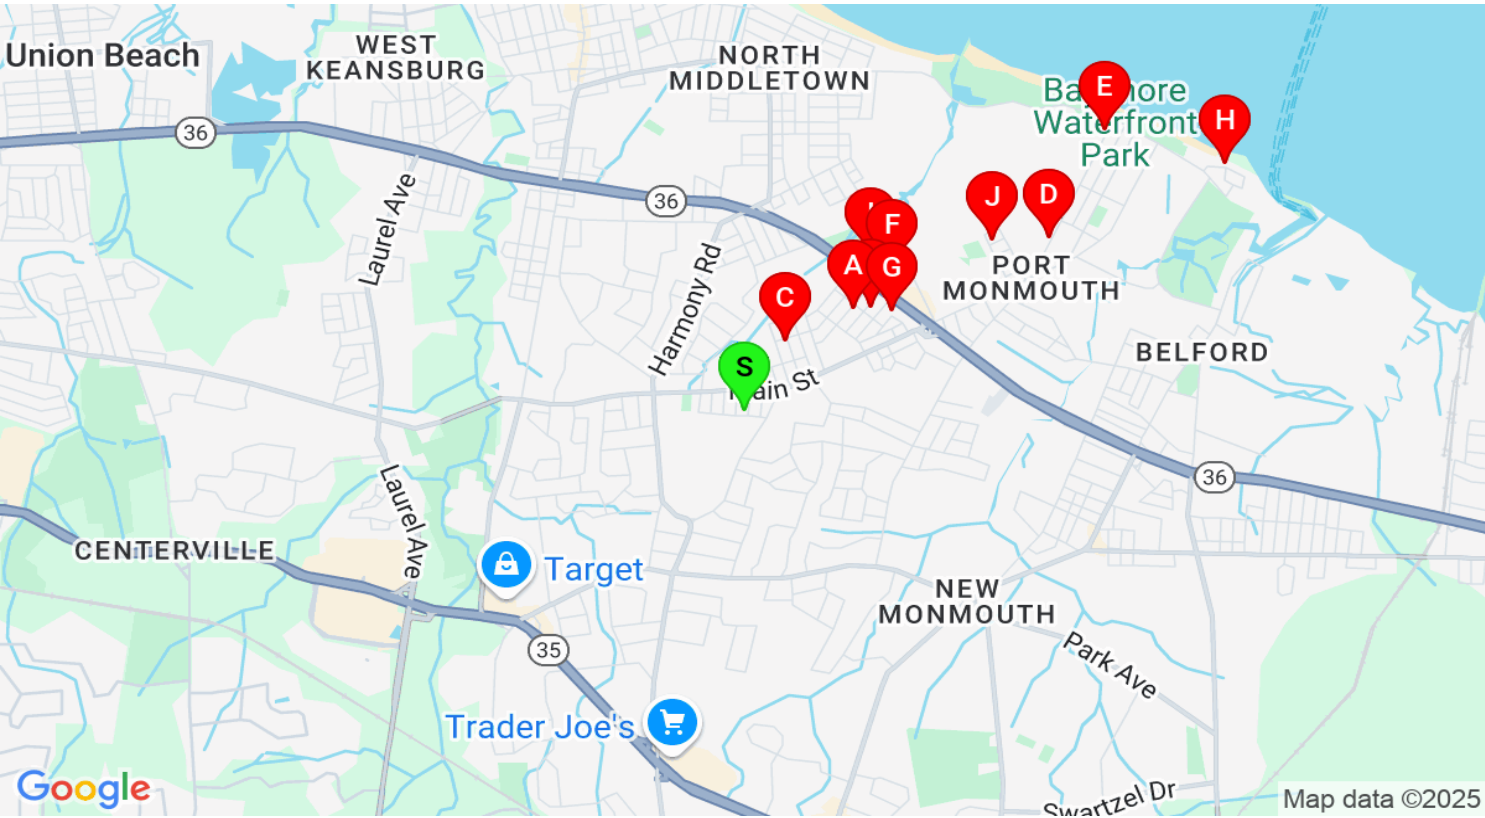 Union Beach
WEST
KEANSBURG
NORTH
MIDDLETOWN
E
Waterfront
Park
H
36
36
Laurel Ave
J
D
F
A
G
Harmony Rd
C
PORT
MONMOUTH
BELFORD
S
Main St
36
Laurel Ave
CENTERVILLE
Target
NEW
MONMOUTH
35
Park Ave
Trader Joe's
Google
Swartzel Dr
Map data ©2025